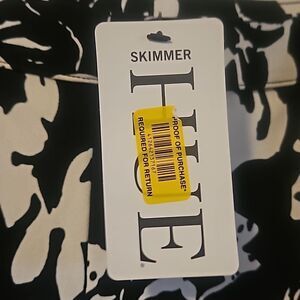 SKIMMER
HUE
PROOF OF PURCHASE*
REQUIRED FOR RETURN